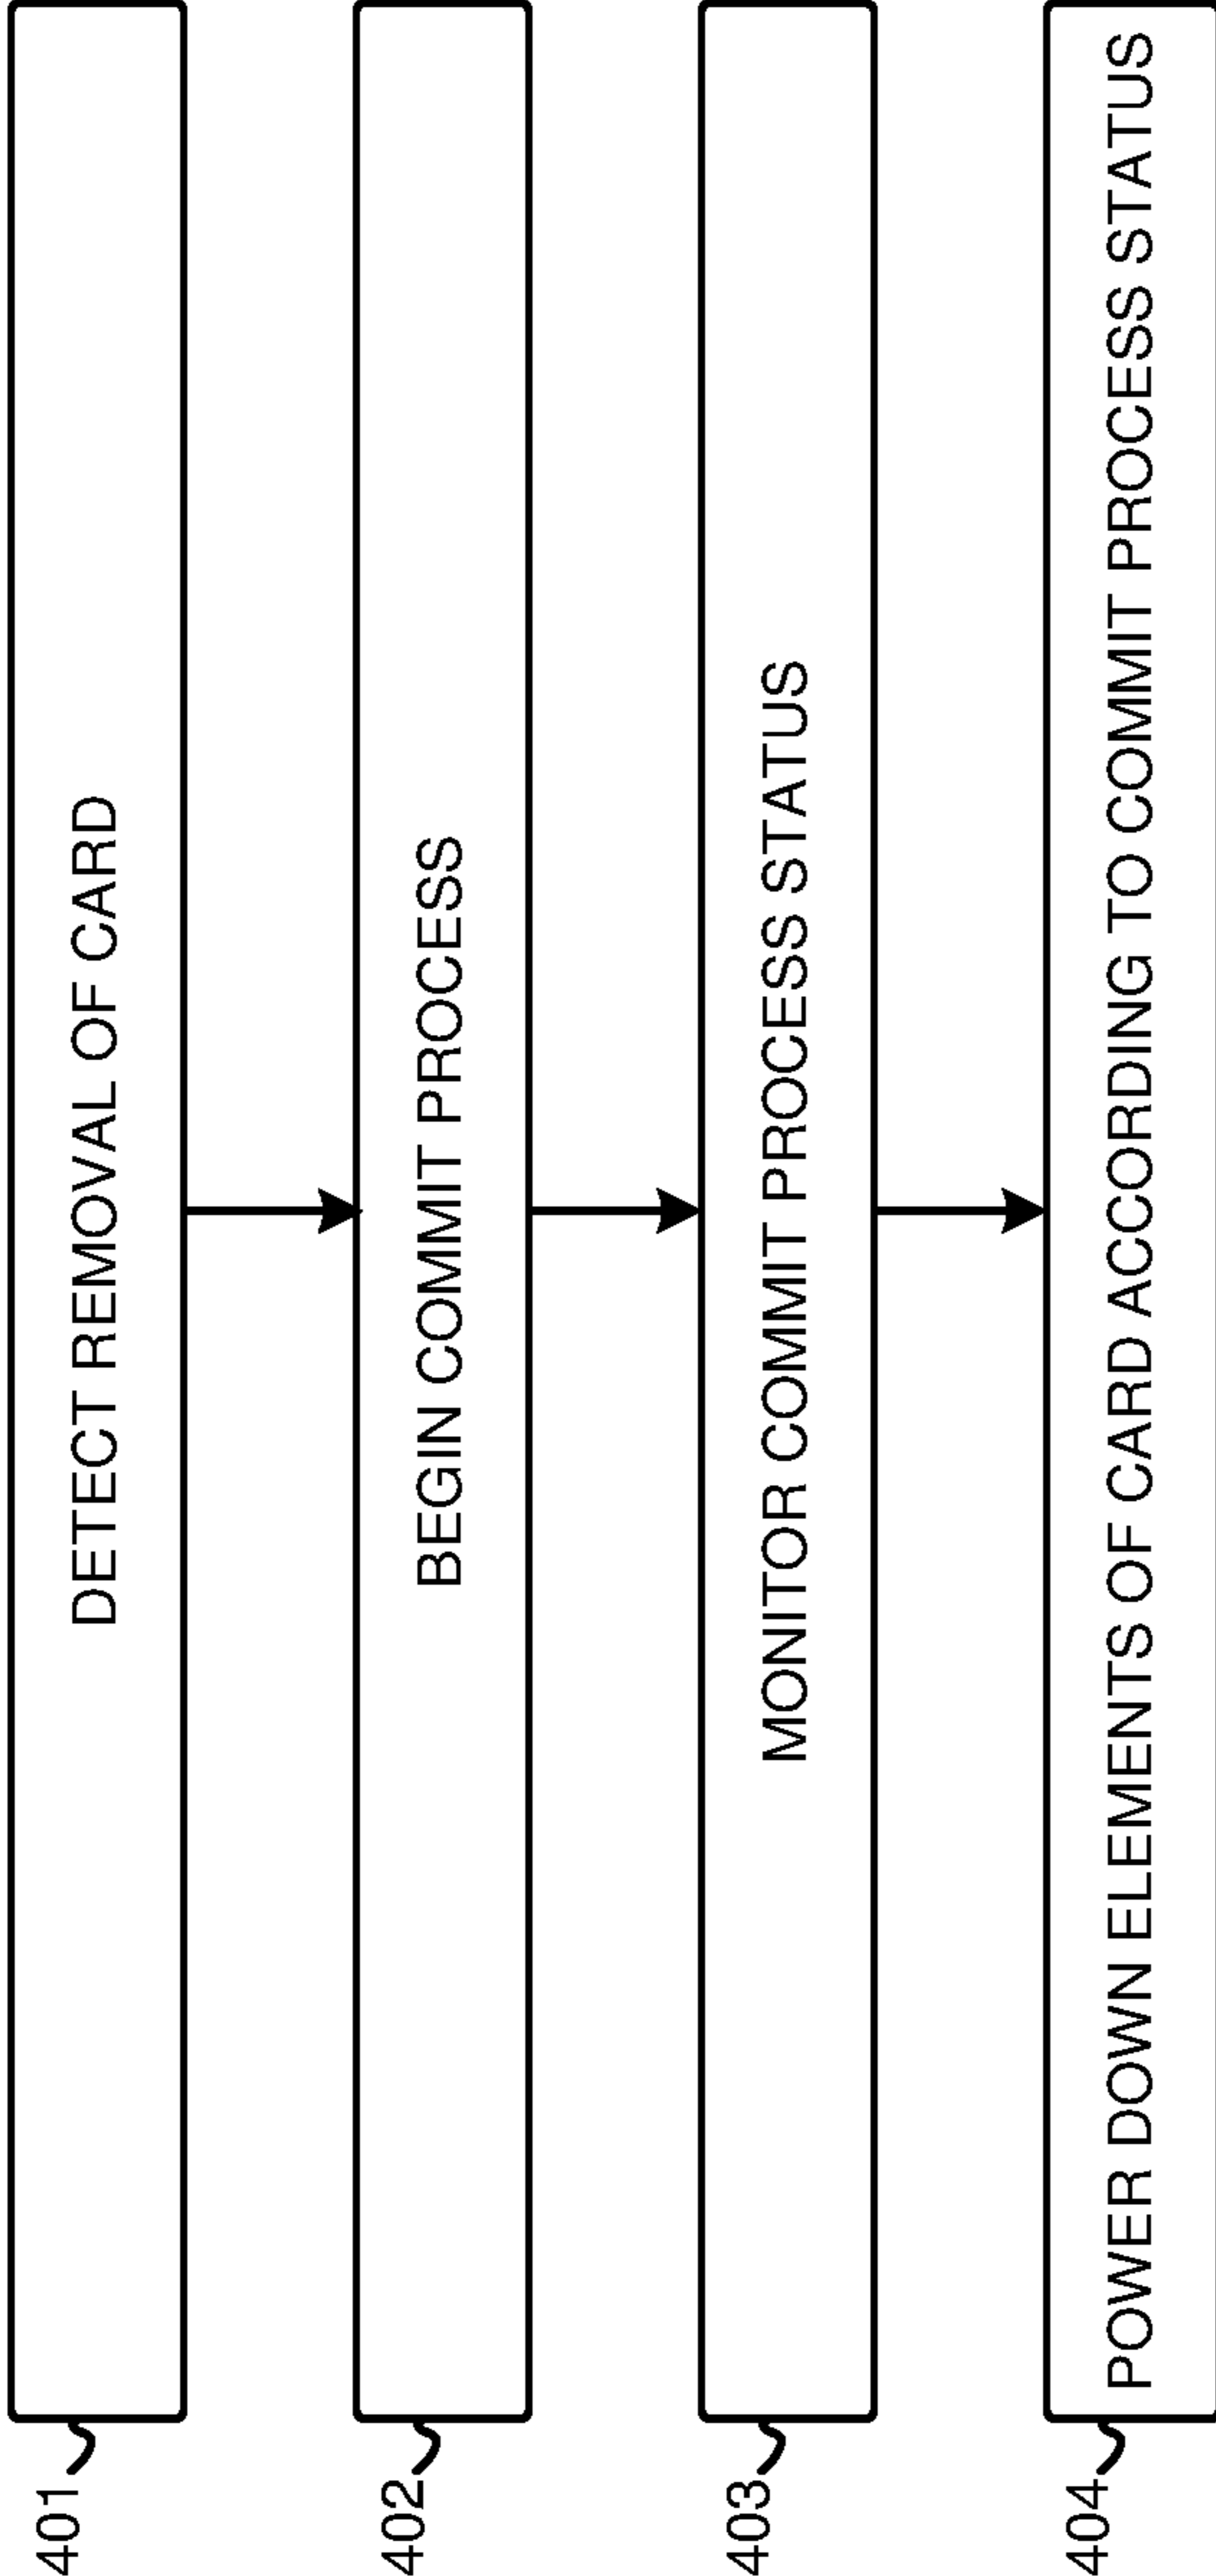 401
DETECT REMOVAL OF CARD
402
BEGIN COMMIT PROCESS
403
MONITOR COMMIT PROCESS STATUS
404
POWER DOWN ELEMENTS OF CARD ACCORDING TO COMMIT PROCESS STATUS